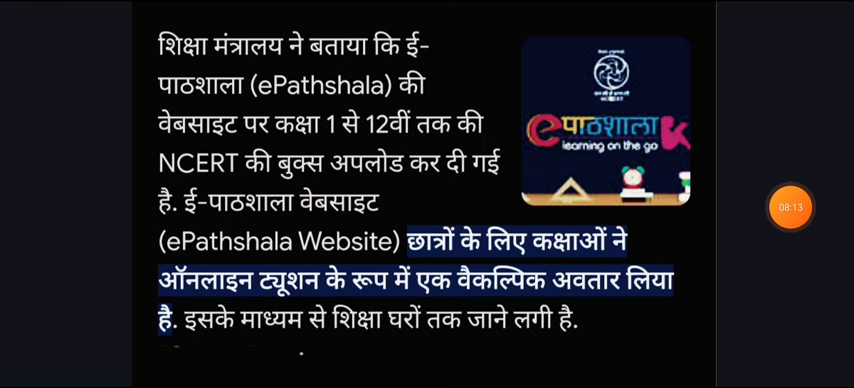 शिक्षा मंत्रालय ने बताया कि ई-
पाठशाला (ePathshala) की
वेबसाइट पर कक्षा 1 से 12वीं तक की
NCERT की बुक्स अपलोड कर दी गई
है. ई-पाठशाला वेबसाइट
(ePathshala Website) छात्रों के लिए कक्षाओं ने
ऑनलाइन ट्यूशन के रूप में एक वैकल्पिक अवतार लिया
है. इसके माध्यम से शिक्षा घरों तक जाने लगी है.
NCERT
eपाठशाला
learning on the go
08:13